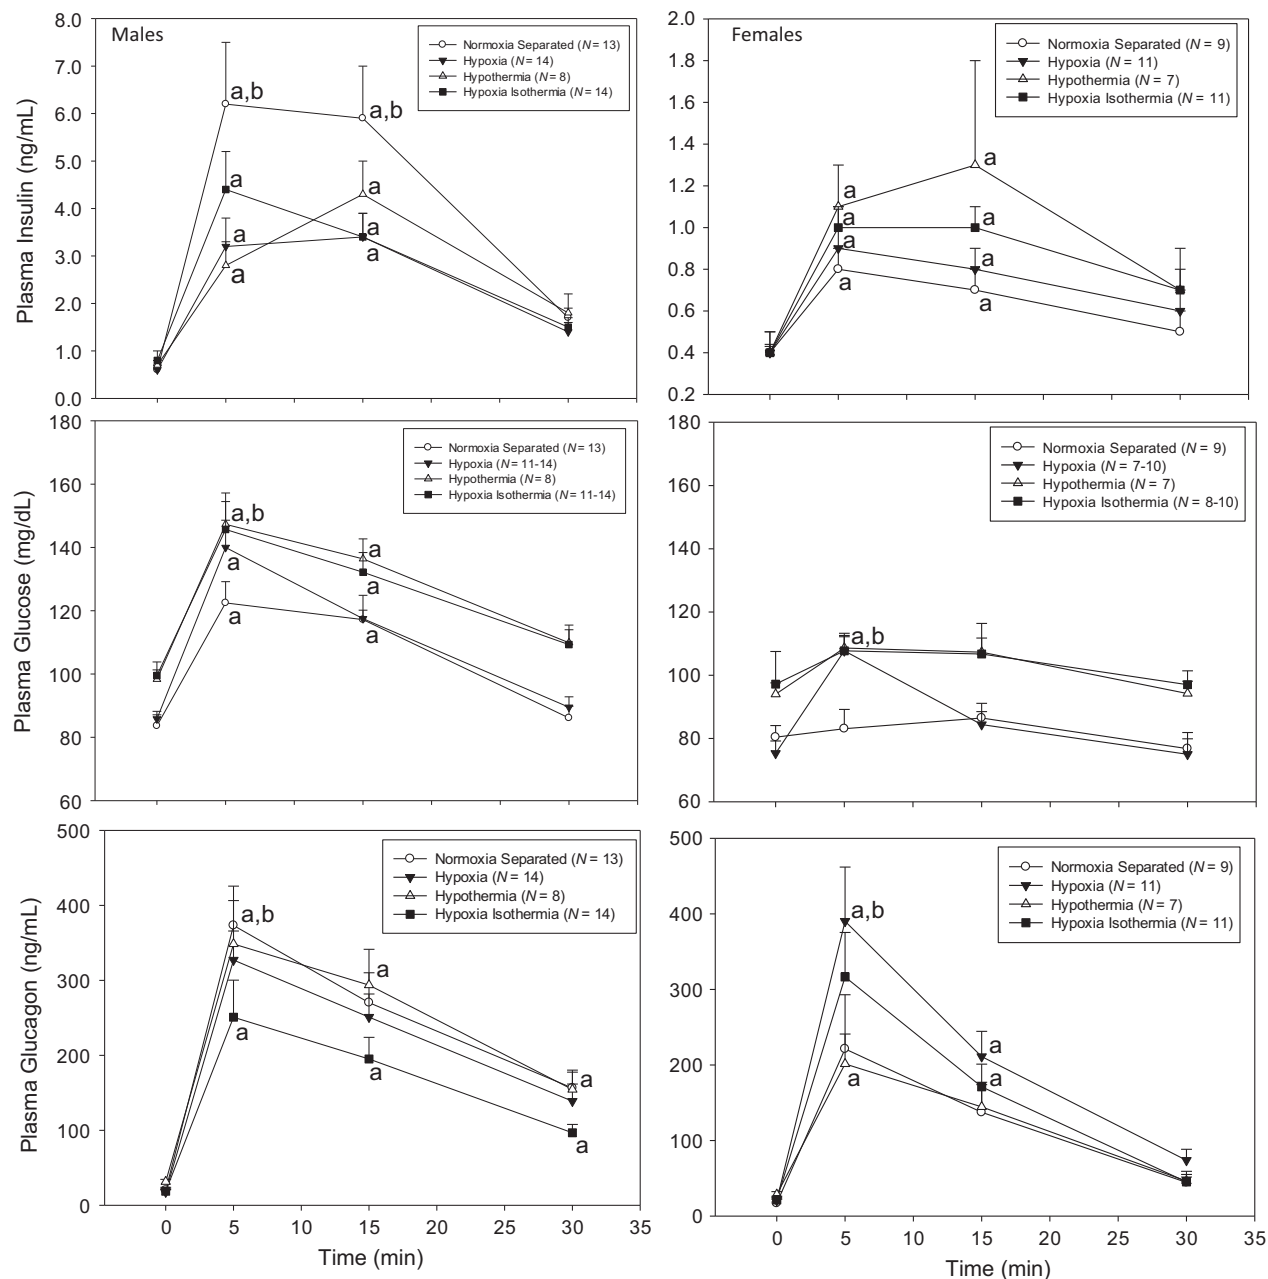 Males
Plasma Insulin (ng/mL)
8.0
7.0
6.0
5.0
4.0
3.0
2.0
1.0
0.0
Normoxia Separated (N = 13)
Hypoxia (N = 14)
Hypothermia (N = 8)
Hypoxia Isothermia (N = 14)
a,b
a,b
a
a
a
a
a
a
Females
2.0
1.8
1.6
1.4
1.2
1.0
0.8
0.6
0.4
0.2
Normoxia Separated (N = 9)
Hypoxia (N = 11)
Hypothermia (N = 7)
Hypoxia Isothermia (N = 11)
a
a
a
a
a
a
a
a
Plasma Glucose (mg/dL)
180
160
140
120
100
80
60
Normoxia Separated (N = 13)
Hypoxia (N = 11-14)
Hypothermia (N = 8)
Hypoxia Isothermia (N = 11-14)
a,b
a
a
a
a
a
180
160
140
120
100
80
60
Normoxia Separated (N = 9)
Hypoxia (N = 7-10)
Hypothermia (N = 7)
Hypoxia Isothermia (N = 8-10)
a,b
Plasma Glucagon (ng/mL)
500
400
300
200
100
0
Normoxia Separated (N = 13)
Hypoxia (N = 14)
Hypothermia (N = 8)
Hypoxia Isothermia (N = 14)
a,b
a
a
a
a
a
0 5 10 15 20 25 30 35
Time (min)
500
400
300
200
100
0
Normoxia Separated (N = 9)
Hypoxia (N = 11)
Hypothermia (N = 7)
Hypoxia Isothermia (N = 11)
a,b
a
a
a
0 5 10 15 20 25 30 35
Time (min)